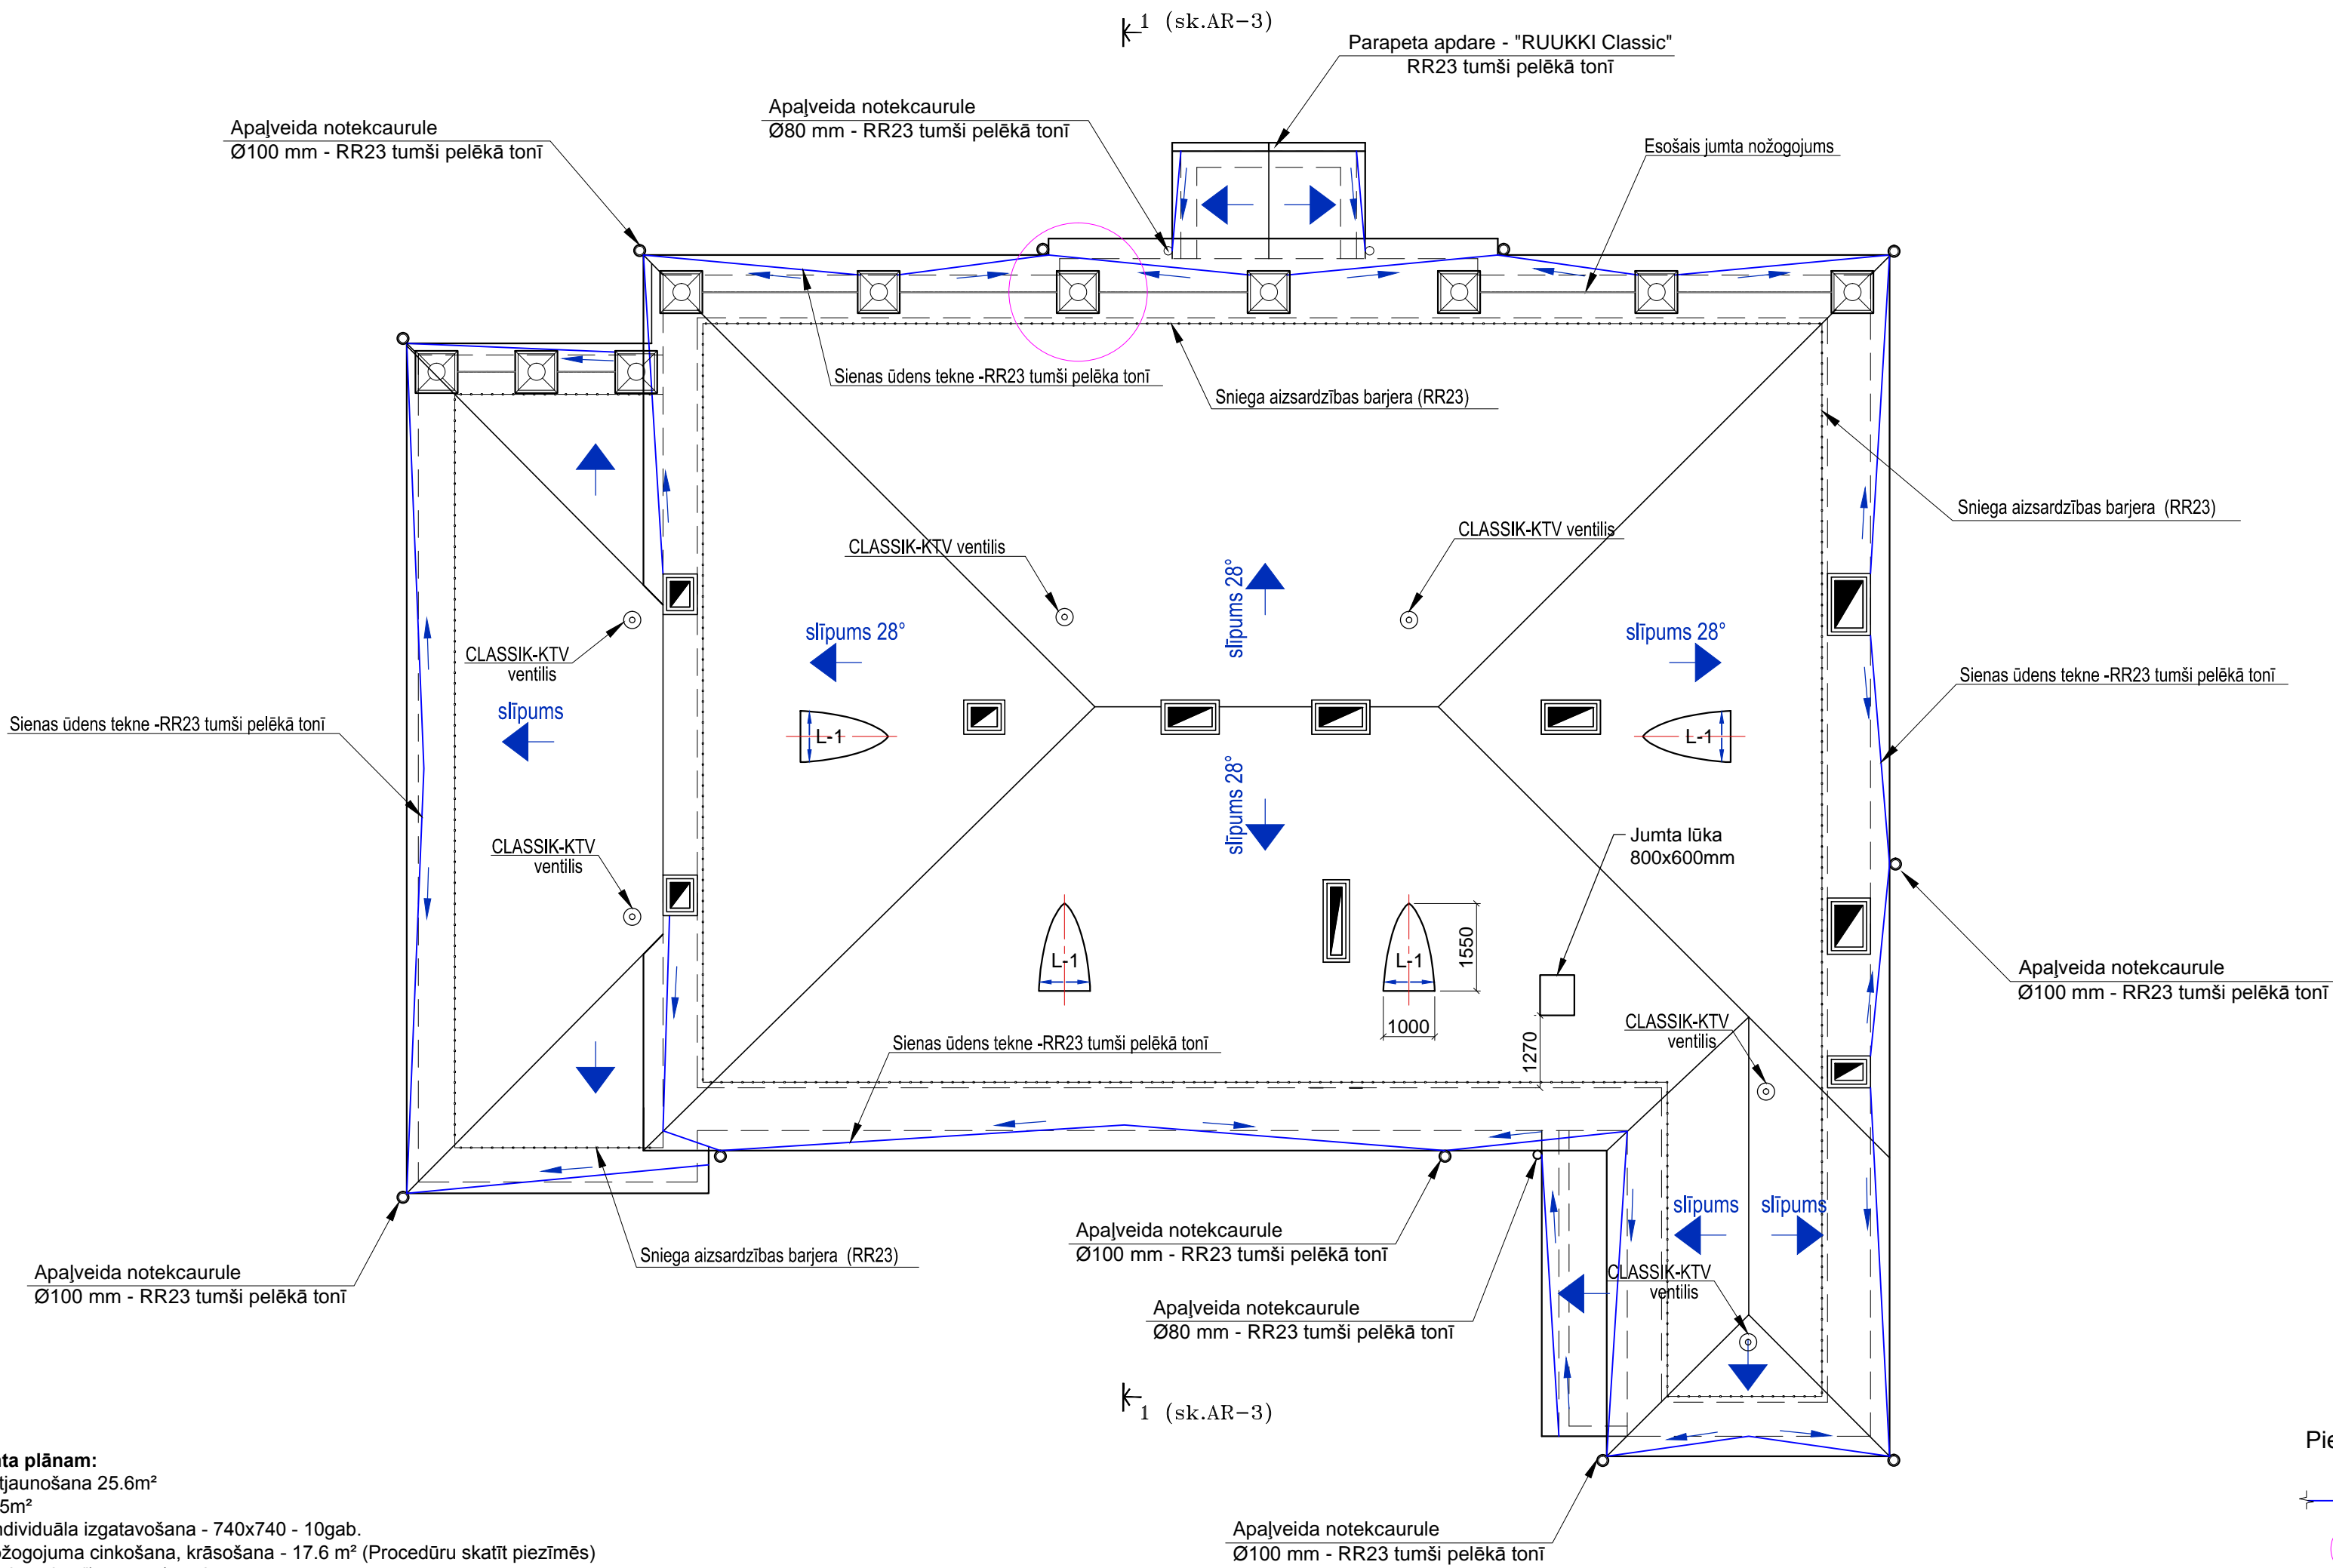 1 (sk.AR-3)
Parapeta apdare - "RUUKKI Classic"
RR23 tumši pelēkā tonī
Apaļveida notekcaurule
Ø80 mm - RR23 tumši pelēkā tonī
Apaļveida notekcaurule
Ø100 mm - RR23 tumši pelēkā tonī
Esošais jumta nožogojums
Sienas ūdens tekne -RR23 tumši pelēka tonī
Sniega aizsardzības barjera (RR23)
Sniega aizsardzības barjera (RR23)
CLASSIK-KTV ventilis
CLASSIK-KTV ventilis
slīpums 28°
slīpums 28°
slīpums 28°
CLASSIK-KTV
ventilis
Sienas ūdens tekne -RR23 tumši pelēkā tonī
slīpums
Sienas ūdens tekne -RR23 tumši pelēkā tonī
L-1
L-1
slīpums 28°
CLASSIK-KTV
ventilis
Jumta lūka
800x600mm
L-1
L-1
1550
1000
1270
Apaļveida notekcaurule
Ø100 mm - RR23 tumši pelēkā tonī
CLASSIK-KTV
ventilis
Sienas ūdens tekne -RR23 tumši pelēkā tonī
slīpums
slīpums
Apaļveida notekcaurule
Ø100 mm - RR23 tumši pelēkā tonī
Sniega aizsardzības barjera (RR23)
Apaļveida notekcaurule
Ø100 mm - RR23 tumši pelēkā tonī
CLASSIK-KTV
ventilis
Apaļveida notekcaurule
Ø80 mm - RR23 tumši pelēkā tonī
1 (sk.AR-3)
Pie
nta plānam:
tjaunošana 25.6m²
5m²
ndividuāla izgatavošana - 740x740 - 10gab.
ožogojuma cinkošana, krāsošana - 17.6 m² (Procedūru skatīt piezīmēs)
Apaļveida notekcaurule
Ø100 mm - RR23 tumši pelēkā tonī